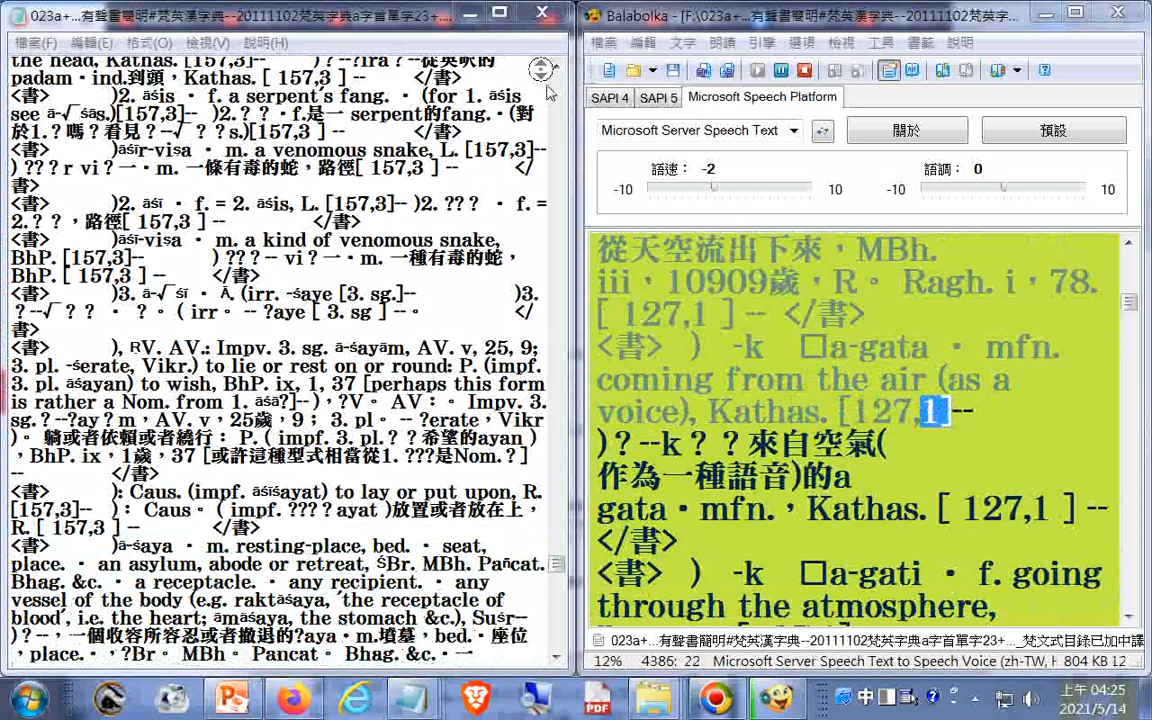 023a+...有聲書簡明#梵英漢字典--20111102梵英字典a字首單字23+...
檔案(F) 編輯(E) 格式(O) 檢視(V) 說明(H)
the head, Kathas. [157,3]-- )?--?ira?--從英呎的
padam・ind.到頭，Kathas. [ 157,3 ] -- </書>
<書> )2. āśis ・ f. a serpent's fang. ・ (for 1. āśis
see ā-√śās.)[157,3]-- )2.？？・f.是一 serpent的fang.・(對
於1.？嗎？看見？--√ ？？s.)[157,3] -- </書>
<書> )āśīr-viṣa ・ m. a venomous snake, L. [157,3]--
) ???r vi？一・m. 一條有毒的蛇，路徑[ 157,3 ] -- </
書>
<書> )2. āśī ・ f. = 2. āśis, L. [157,3]-- )2. ??? ・ f. =
2.？？，路徑[ 157,3 ] -- </書>
<書> )āśī-viṣa ・ m. a kind of venomous snake,
BhP. [157,3]-- ) ???-- vi？一・m. 一種有毒的蛇，
BhP. [ 157,3 ] -- </書>
<書> )3. ā-√śī ・ Ā. (irr. -śaye [3. sg.]-- )3.
？--√？？ ・ ？。( irr。 -- ?aye [ 3. sg ] --。 </
書>
<書> ), RV. AV.: Impv. 3. sg. ā-śayām, AV. v, 25, 9;
3. pl. -śerate, Vikr.) to lie or rest on or round: P. (impf.
3. pl. āśayan) to wish, BhP. ix, 1, 37 [perhaps this form
is rather a Nom. from 1. āśā?]--)，?V。 AV：。 Impv. 3.
sg. ?--?ay？m，AV. v，25歲，9； 3. pl。 -- ?erate，Vikr
)。 躺或者依賴或者繞行： P. ( impf. 3. pl.？？希望的ayan )
，BhP. ix，1歲，37 [或許這種型式相當從1. ???是Nom.？]
-- </書>
<書> ): Caus. (impf. āśīśayat) to lay or put upon, R.
[157,3]-- )： Caus。 ( impf. ????ayat )放置或者放在上，
R. [ 157,3 ] -- </書>
<書> )ā-śaya ・ m. resting-place, bed. ・ seat,
place. ・ an asylum, abode or retreat, ŚBr. MBh. Pañcat.
Bhag. &c. ・ a receptacle. ・ any recipient. ・ any
vessel of the body (e.g. raktāśaya, 'the receptacle of
blood', i.e. the heart; āmāśaya, the stomach &c.), Suśr--
)？--，一個收容所容忍或者撤退的?aya・m.墳墓，bed.・座位
，place.・，?Br。 MBh。 Pancat。 Bhag. &c.・一
Balabolka - [F:\023a+...有聲書簡明#梵英漢字典--20111102梵英字...
檔案 編輯 文字 朗讀 引擎 選項 檢視 工具 書籤 說明
SAPI 4 SAPI 5 Microsoft Speech Platform
Microsoft Server Speech Text 關於 預設
語速： -2 語調： 0
-10 10 -10 10
從天空流出下來，MBh.
iii，10909歲，R。 Ragh. i，78.
[ 127,1 ] -- </書>
<書> ) -k □a-gata ・ mfn.
coming from the air (as a
voice), Kathas. [127,1]--
)？--k？？來自空氣(
作為一種語音)的a
gata・mfn.，Kathas. [ 127,1 ] --
</書>
<書> ) -k □a-gati ・ f. going
through the atmosphere,
023a+...有聲書簡明#梵英漢字典--20111102梵英字典a字首單字23+..._梵文式目錄已加中譯
12% 4386: 22 Microsoft Server Speech Text to Speech Voice (zh-TW, H 804 KB 12
中
上午 04:25
2021/5/14